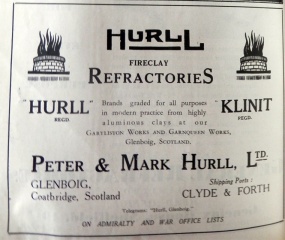 HURLL
FIRECLAY
REFRACTORIES
"HURLL"
REGD.
Brands graded for all purposes
in modern practice from highly
aluminous clays at our
GARTLISTON WORKS AND GARNQUEEN WORKS,
Glenboig, SCOTLAND.
"KLINIT"
REGD.
PETER & MARK HURLL, LTD.
GLENBOIG,
Coatbridge, Scotland
Shipping Ports :
CLYDE & FORTH
Telegrams: "Hurll, Glenboig."
ON ADMIRALTY AND WAR OFFICE LISTS